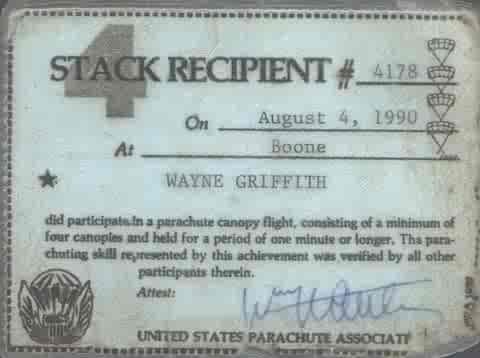 4
STACK RECIPIENT # 4178
On August 4, 1990
At Boone
WAYNE GRIFFITH
did participate in a parachute canopy flight, consisting of a minimum of
four canopies and held for a period of one minute or longer. The para-
chuting skill represented by this achievement was verified by all other
participants therein.
Attest:
UNITED STATES PARACHUTE ASSOCIATI